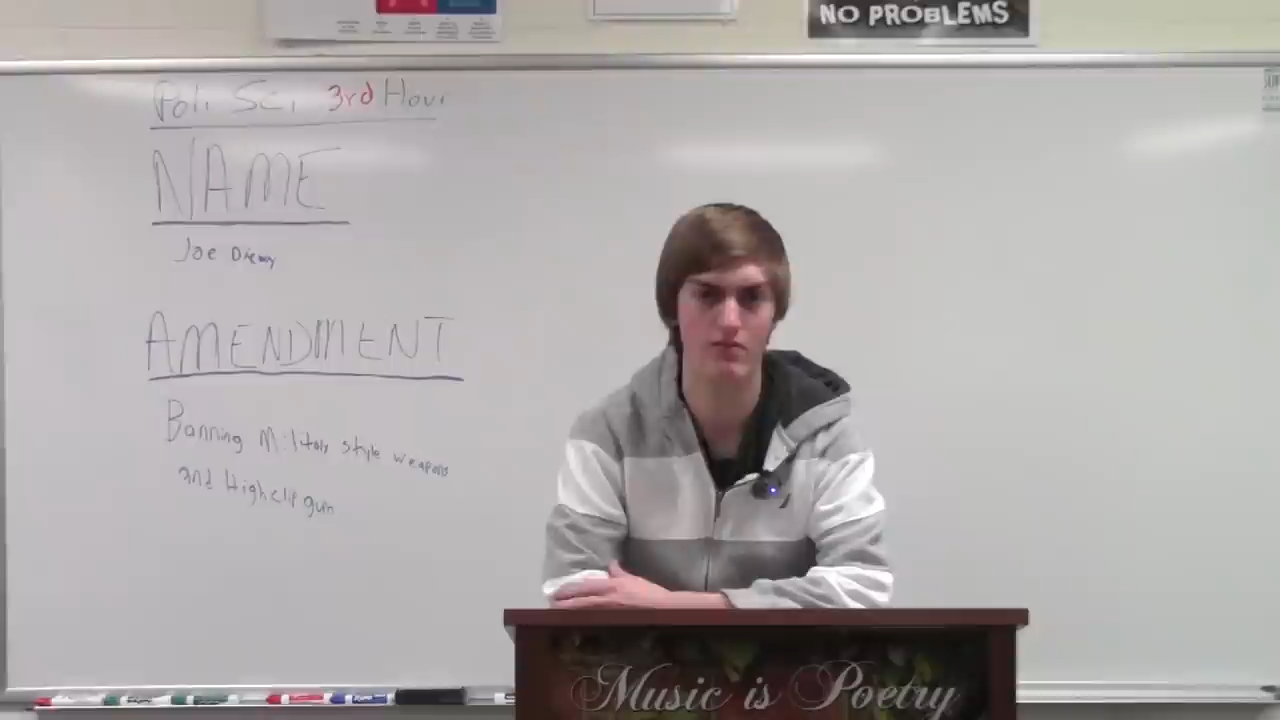 NO PROBLEMS
Poli Sci 3rd Hour
NAME
Joe
AMENDMENT
Banning Military style weapons
and High clip gun
Music is Poetry